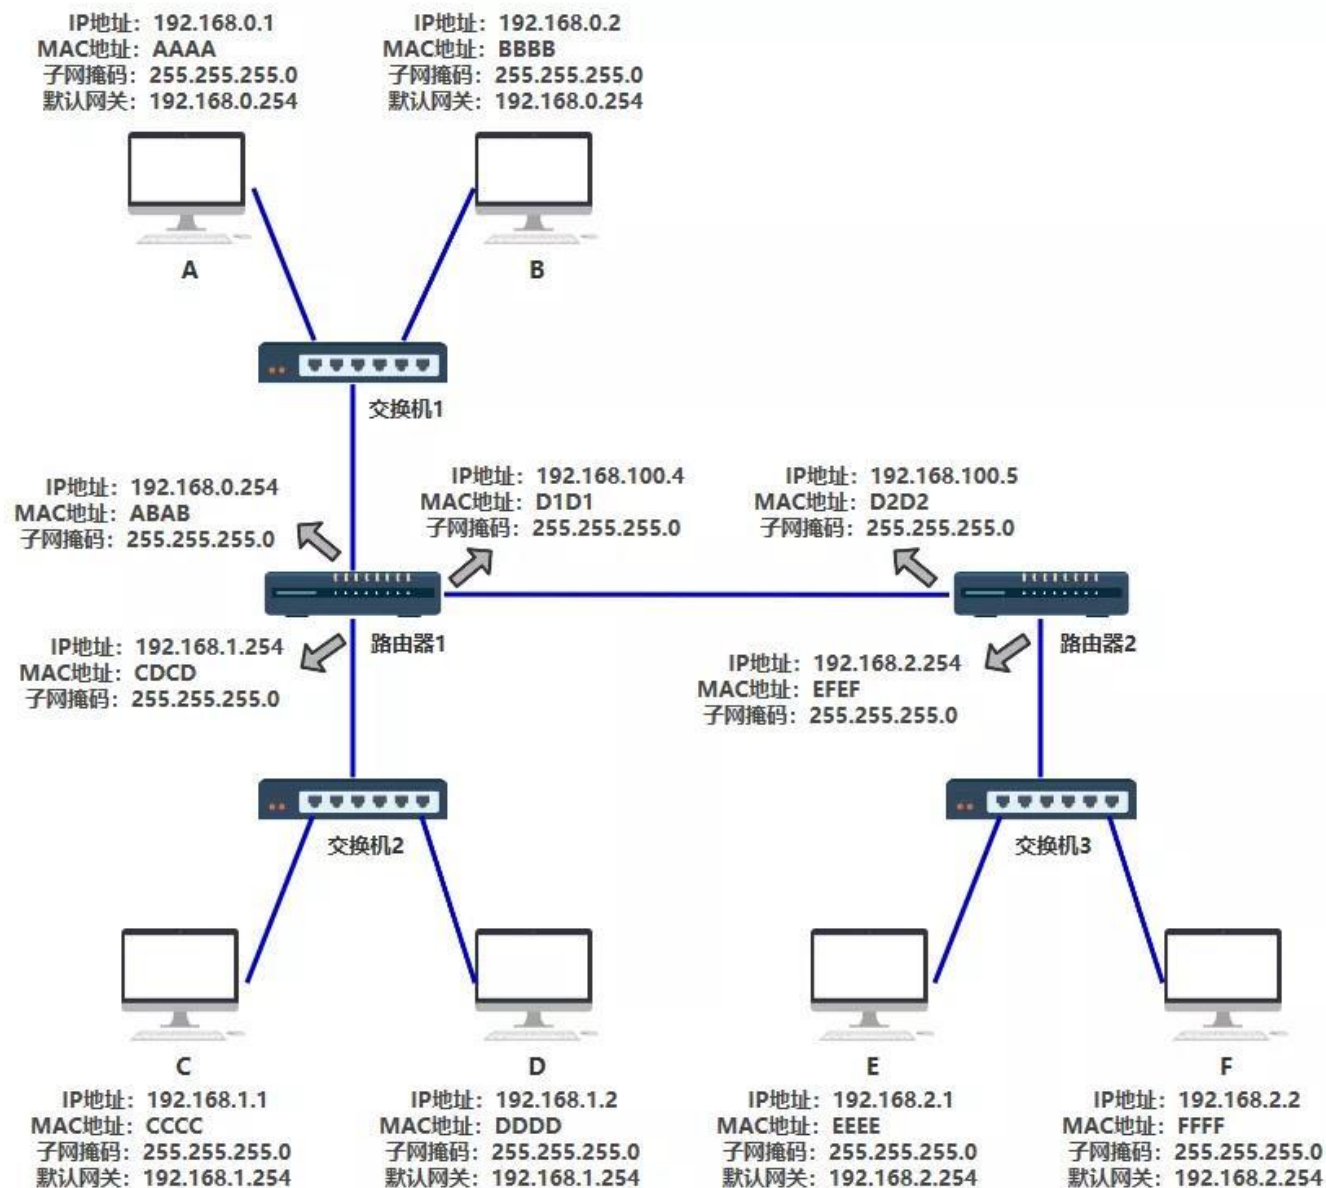 IP地址：192.168.0.1
MAC地址：AAAA
子网掩码：255.255.255.0
默认网关：192.168.0.254
IP地址：192.168.0.2
MAC地址：BBBB
子网掩码：255.255.255.0
默认网关：192.168.0.254
A
B
交换机1
IP地址：192.168.0.254
MAC地址：ABAB
子网掩码：255.255.255.0
IP地址：192.168.100.4
MAC地址：D1D1
子网掩码：255.255.255.0
IP地址：192.168.100.5
MAC地址：D2D2
子网掩码：255.255.255.0
路由器1
路由器2
IP地址：192.168.1.254
MAC地址：CDCD
子网掩码：255.255.255.0
IP地址：192.168.2.254
MAC地址：EFEF
子网掩码：255.255.255.0
交换机2
交换机3
C
IP地址：192.168.1.1
MAC地址：CCCC
子网掩码：255.255.255.0
默认网关：192.168.1.254
D
IP地址：192.168.1.2
MAC地址：DDDD
子网掩码：255.255.255.0
默认网关：192.168.1.254
E
IP地址：192.168.2.1
MAC地址：EEEE
子网掩码：255.255.255.0
默认网关：192.168.2.254
F
IP地址：192.168.2.2
MAC地址：FFFF
子网掩码：255.255.255.0
默认网关：192.168.2.254